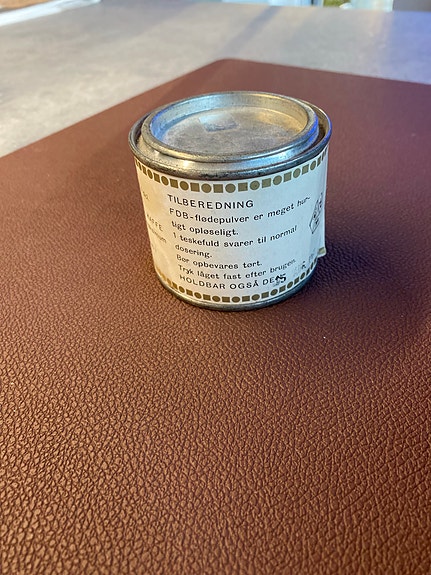 TILBEREDNING
FDB-flødepulver er meget hur-
tigt opløseligt.
1 teskefuld svarer til normal
dosering.
Bør opbevares tørt.
Tryk låget fast efter brugen.
HOLDBAR OGSÅ DE